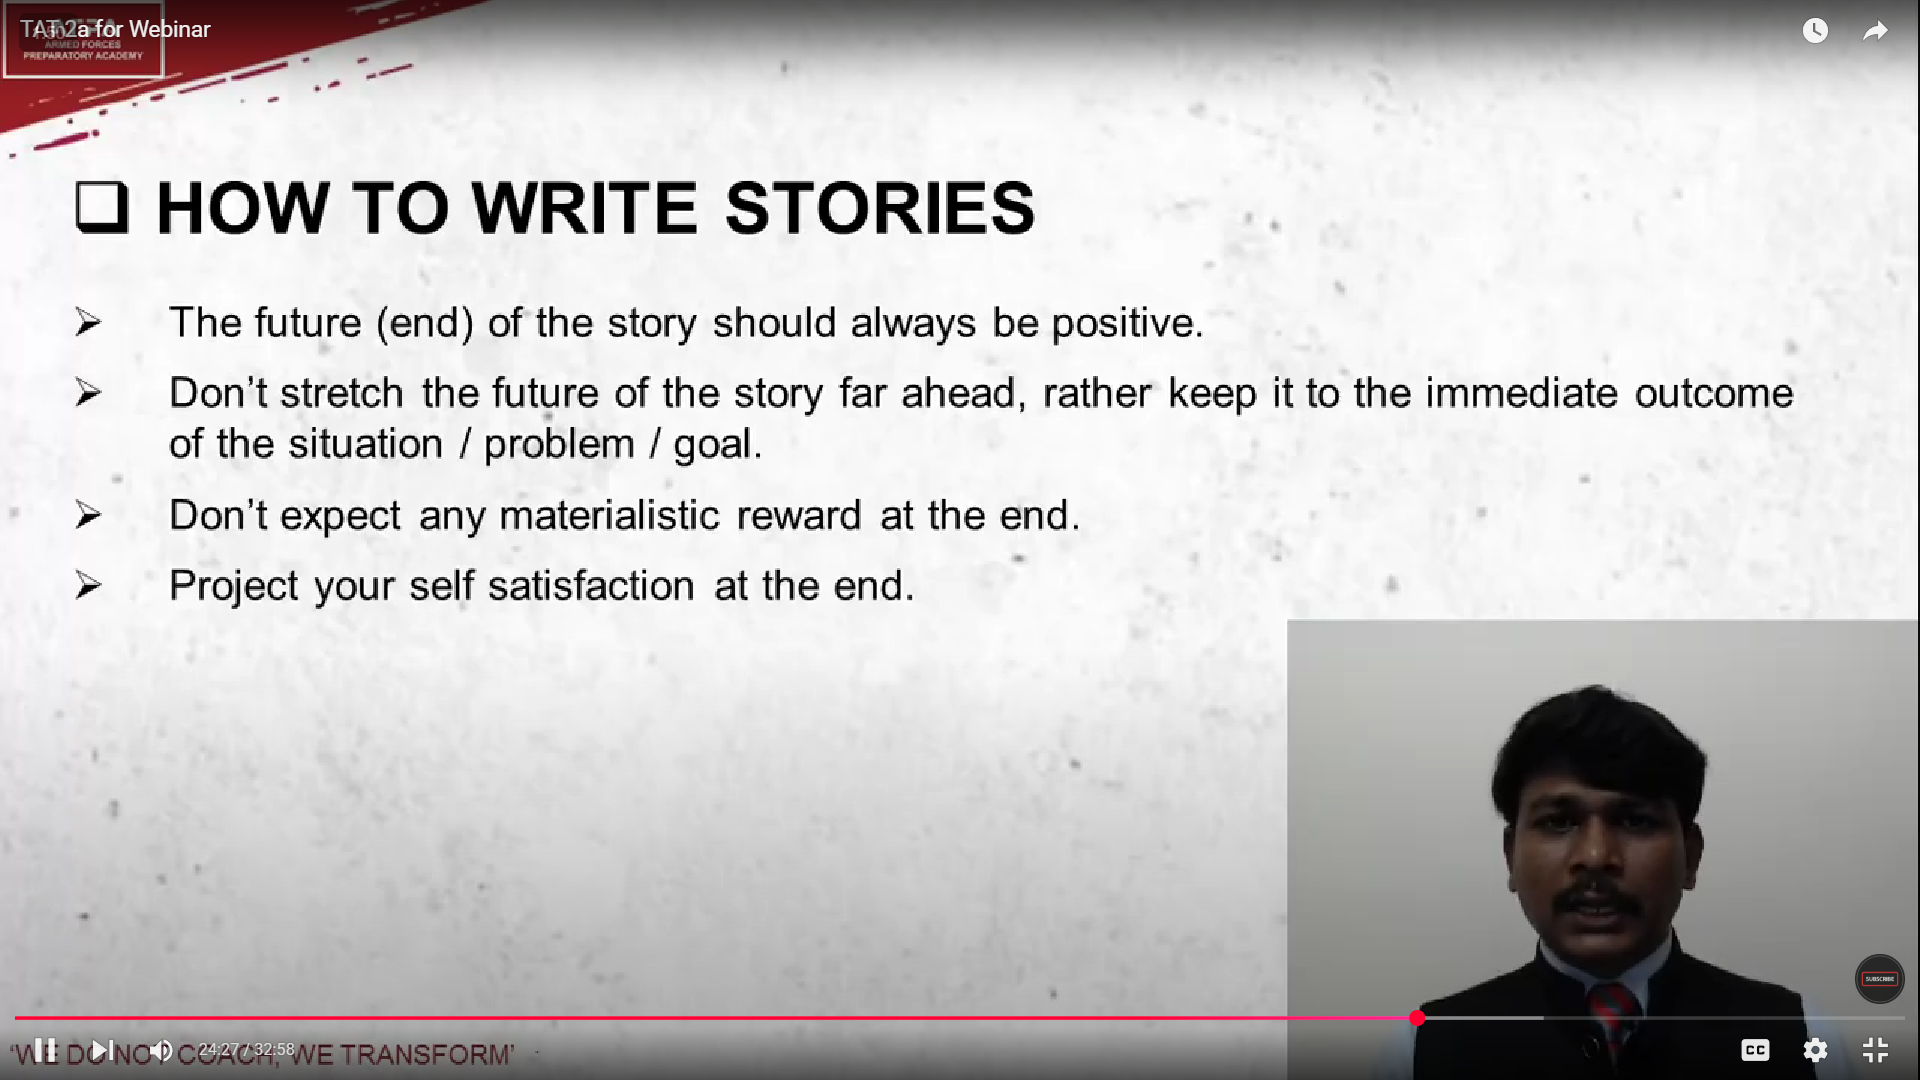 TAT-2a for Webinar
ARMED FORCES
PREPARATORY ACADEMY
HOW TO WRITE STORIES
The future (end) of the story should always be positive.
Don't stretch the future of the story far ahead, rather keep it to the immediate outcome
of the situation / problem / goal.
Don't expect any materialistic reward at the end.
Project your self satisfaction at the end.
SUBSCRIBE
24:27 / 32:58
'WE DO NOT COACH, WE TRANSFORM'
CC